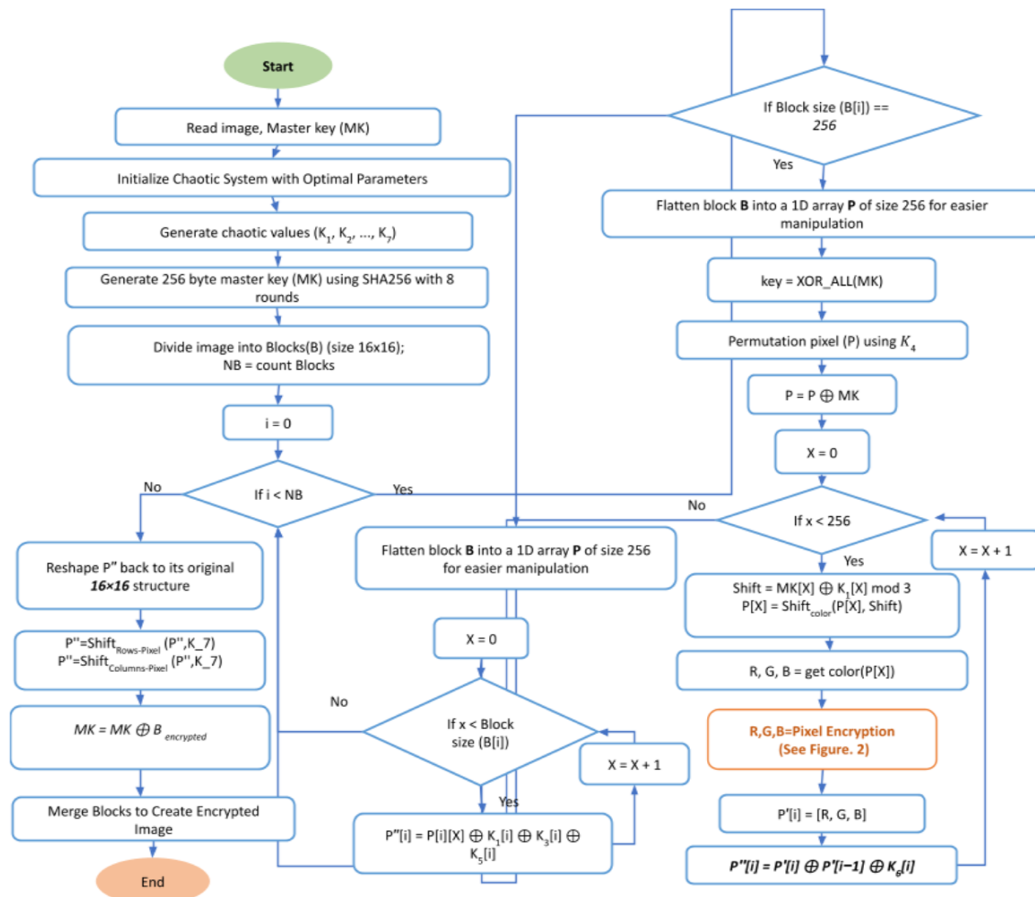 Start
Read image, Master key (MK)
Initialize Chaotic System with Optimal Parameters
Generate chaotic values (K₁, K₂, ..., K₇)
Generate 256 byte master key (MK) using SHA256 with 8
rounds
Divide image into Blocks(B) (size 16x16);
NB = count Blocks
i = 0
If i < NB
No
Yes
Reshape P" back to its original
16×16 structure
P"=Shift_Rows-Pixel (P",K_7)
P"=Shift_Columns-Pixel (P",K_7)
MK = MK ⊕ B_encrypted
Merge Blocks to Create Encrypted
Image
End
If Block size (B[i]) ==
256
Yes
Flatten block B into a 1D array P of size 256 for easier
manipulation
key = XOR_ALL(MK)
Permutation pixel (P) using K₄
P = P ⊕ MK
X = 0
If x < 256
No
Yes
X = X + 1
Shift = MK[X] ⊕ K₁[X] mod 3
P[X] = Shift_color(P[X], Shift)
R, G, B = get color(P[X])
R,G,B=Pixel Encryption
(See Figure. 2)
P'[i] = [R, G, B]
P"[i] = P'[i] ⊕ P'[i−1] ⊕ K₆[i]
Flatten block B into a 1D array P of size 256
for easier manipulation
X = 0
If x < Block
size (B[i])
No
Yes
X = X + 1
P"[i] = P[i][X] ⊕ K₁[i] ⊕ K₃[i] ⊕
K₅[i]